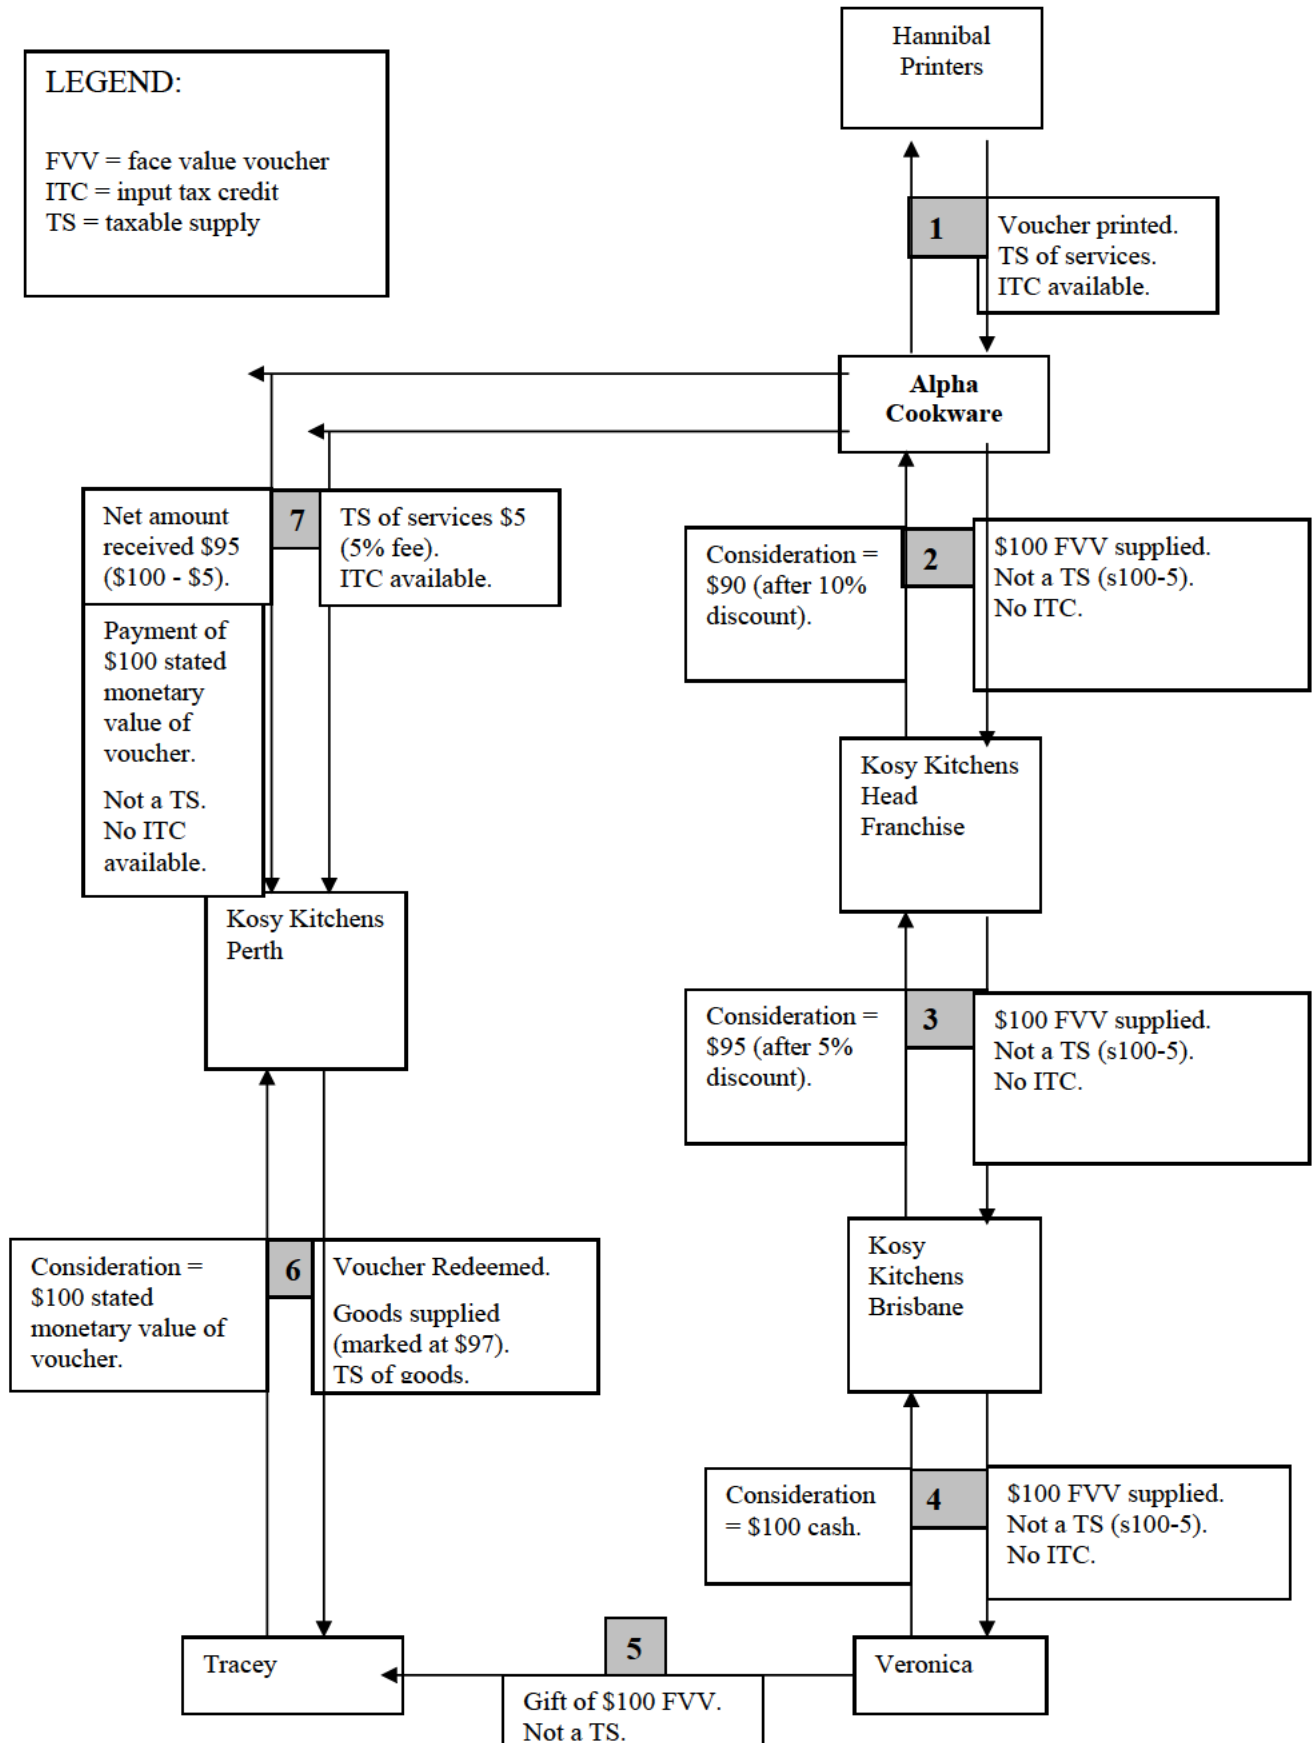 Hannibal
Printers
LEGEND:
FVV = face value voucher
ITC = input tax credit
TS = taxable supply
1
Voucher printed.
TS of services.
ITC available.
Alpha
Cookware
Net amount
received $95
($100 - $5).
7
TS of services $5
(5% fee).
ITC available.
Payment of
$100 stated
monetary
value of
voucher.
Not a TS.
No ITC
available.
Consideration =
$90 (after 10%
discount).
2
$100 FVV supplied.
Not a TS (s100-5).
No ITC.
Kosy Kitchens
Head
Franchise
Kosy Kitchens
Perth
Consideration =
$95 (after 5%
discount).
3
$100 FVV supplied.
Not a TS (s100-5).
No ITC.
Kosy
Kitchens
Brisbane
Consideration =
$100 stated
monetary value of
voucher.
6
Voucher Redeemed.
Goods supplied
(marked at $97).
TS of goods.
Consideration
= $100 cash.
4
$100 FVV supplied.
Not a TS (s100-5).
No ITC.
Tracey
5
Veronica
Gift of $100 FVV.
Not a TS.